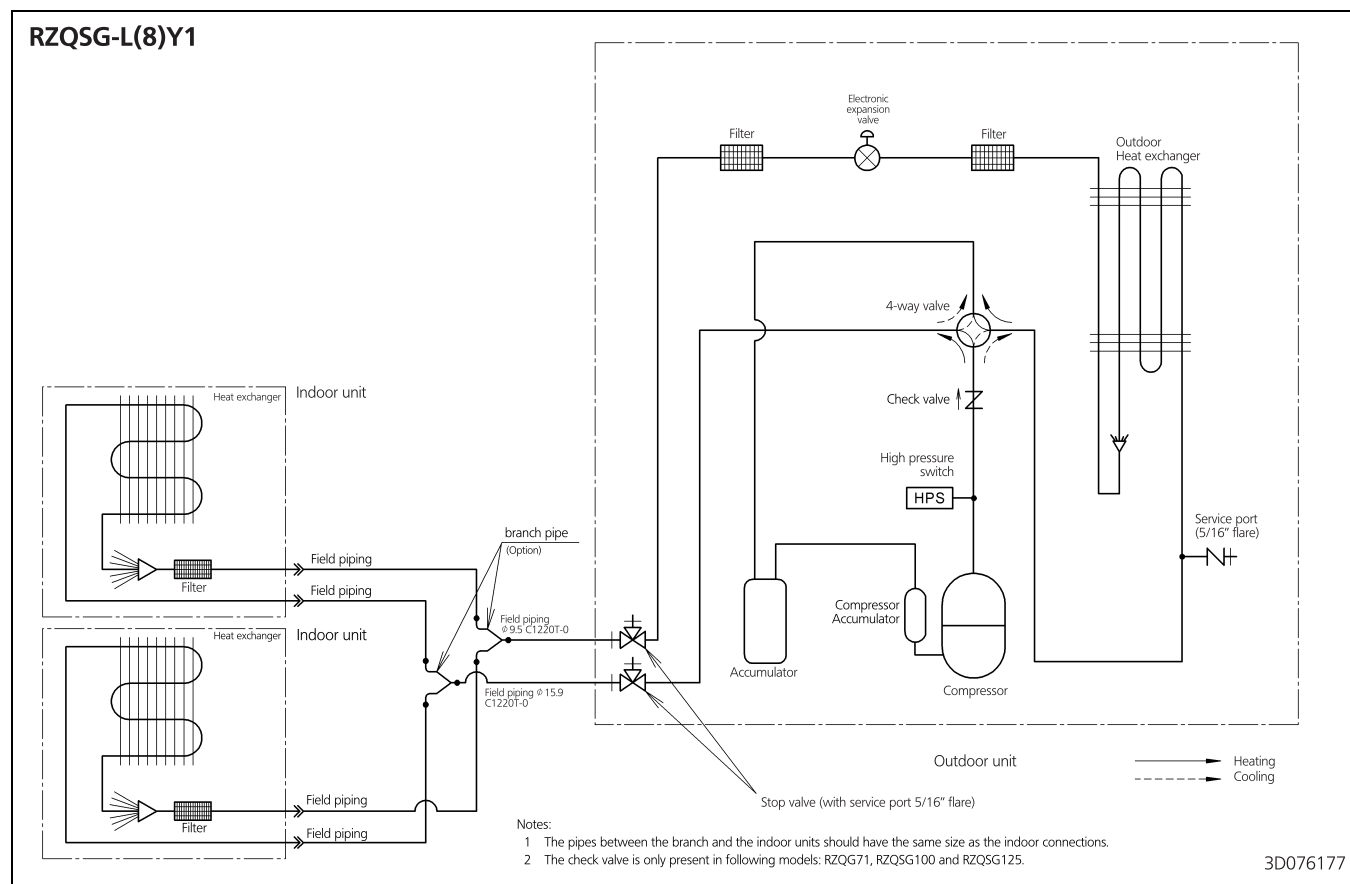 RZQSG-L(8)Y1
Electronic
expansion
valve
Filter
Filter
Outdoor
Heat exchanger
4-way valve
Check valve
High pressure
switch
HPS
Service port
(5/16" flare)
Heat exchanger
Indoor unit
Filter
Field piping
Field piping
branch pipe
(Option)
Field piping
φ 9.5 C1220T-0
Compressor
Accumulator
Accumulator
Compressor
Heat exchanger
Indoor unit
Field piping φ 15.9
C1220T-0
Filter
Field piping
Field piping
Outdoor unit
Heating
Cooling
Stop valve (with service port 5/16" flare)
Notes:
1 The pipes between the branch and the indoor units should have the same size as the indoor connections.
2 The check valve is only present in following models: RZQG71, RZQSG100 and RZQSG125.
3D076177